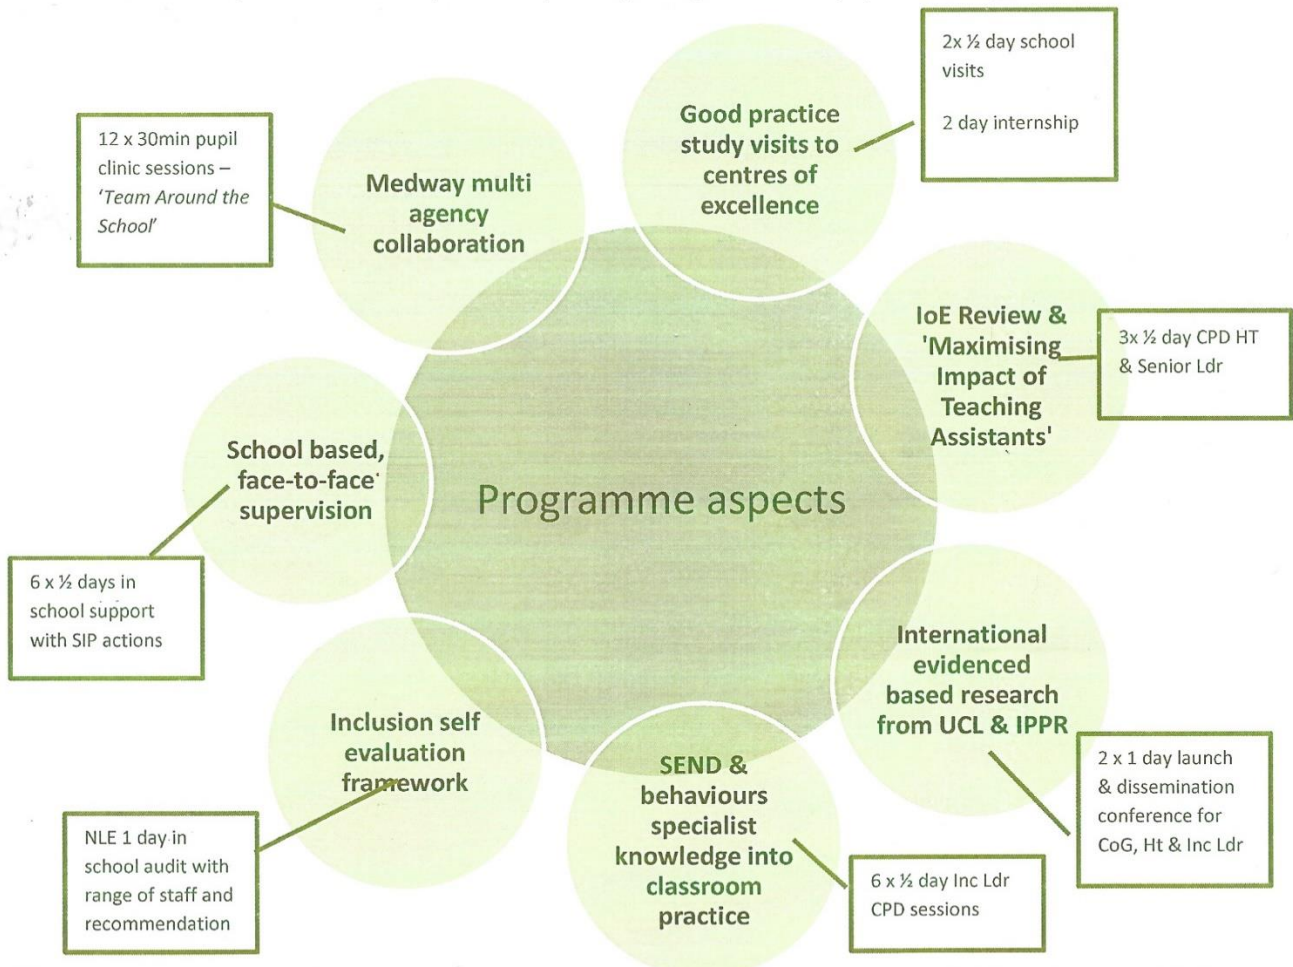 2x ½ day school
visits
2 day internship
Good practice
study visits to
centres of
excellence
12 x 30min pupil
clinic sessions –
‘Team Around the
School’
Medway multi
agency
collaboration
IoE Review &
'Maximising
Impact of
Teaching
Assistants'
3x ½ day CPD HT
& Senior Ldr
School based,
face-to-face
supervision
Programme aspects
6 x ½ days in
school support
with SIP actions
International
evidenced
based research
from UCL & IPPR
Inclusion self
evaluation
framework
2 x 1 day launch
& dissemination
conference for
CoG, Ht & Inc Ldr
SEND &
behaviours
specialist
knowledge into
classroom
practice
NLE 1 day in
school audit with
range of staff and
recommendation
6 x ½ day Inc Ldr
CPD sessions